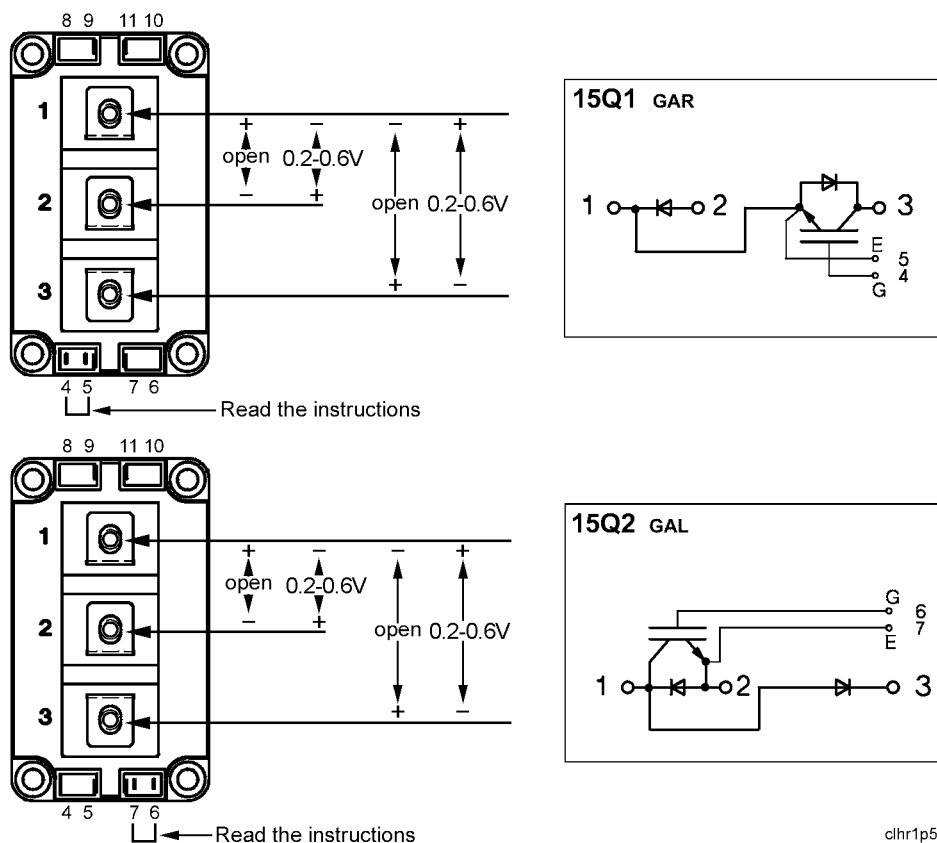 8 9 11 10
1
+ − − +
open 0.2-0.6V
− +
2
open 0.2-0.6V
3
+ −
4 5 7 6
Read the instructions
15Q1 GAR
1 2 3
E 5
4
G
8 9 11 10
1
+ − − +
open 0.2-0.6V
− +
2
open 0.2-0.6V
3
+ −
4 5 7 6
Read the instructions
15Q2 GAL
G 6
7
E
1 2 3
clhr1p5